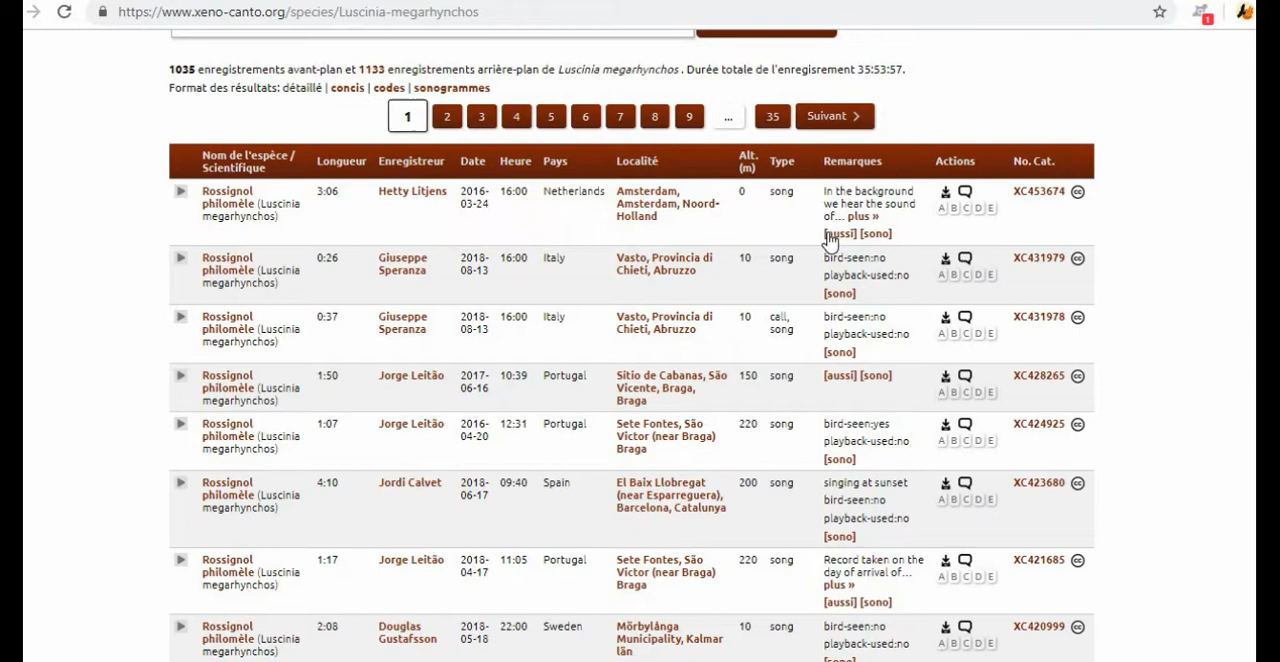 https://www.xeno-canto.org/species/Luscinia-megarhynchos
1
1035 enregistrements avant-plan et 1133 enregistrements arrière-plan de Luscinia megarhynchos . Durée totale de l'enregisrement 35:53:57.
Format des résultats: détaillé | concis | codes | sonogrammes
1 2 3 4 5 6 7 8 9 ... 35 Suivant >
Nom de l'espèce / Scientifique Longueur Enregistreur Date Heure Pays Localité Alt. (m) Type Remarques Actions No. Cat.
Rossignol 3:06 Hetty Litjens 2016- 16:00 Netherlands Amsterdam, 0 song In the background XC453674
philomèle (Luscinia 03-24 Amsterdam, Noord- we hear the sound A B C D E
megarhynchos) Holland of... plus »
[aussi] [sono]
Rossignol 0:26 Giuseppe 2018- 16:00 Italy Vasto, Provincia di 10 song bird-seen:no XC431979
philomèle (Luscinia Speranza 08-13 Chieti, Abruzzo playback-used:no A B C D E
megarhynchos) [sono]
Rossignol 0:37 Giuseppe 2018- 16:00 Italy Vasto, Provincia di 10 call, bird-seen:no XC431978
philomèle (Luscinia Speranza 08-13 Chieti, Abruzzo song playback-used:no A B C D E
megarhynchos) [sono]
Rossignol 1:50 Jorge Leitão 2017- 10:39 Portugal Sitio de Cabanas, São 150 song [aussi] [sono] XC428265
philomèle (Luscinia 06-16 Vicente, Braga, A B C D E
megarhynchos) Braga
Rossignol 1:07 Jorge Leitão 2016- 12:31 Portugal Sete Fontes, São 220 song bird-seen:yes XC424925
philomèle (Luscinia 04-20 Victor (near Braga) playback-used:no A B C D E
megarhynchos) Braga [sono]
Rossignol 4:10 Jordi Calvet 2018- 09:40 Spain El Baix Llobregat 200 song singing at sunset XC423680
philomèle (Luscinia 06-17 (near Esparreguera), bird-seen:no A B C D E
megarhynchos) Barcelona, Catalunya playback-used:no
[sono]
Rossignol 1:17 Jorge Leitão 2018- 11:05 Portugal Sete Fontes, São 220 song Record taken on the XC421685
philomèle (Luscinia 04-17 Victor (near Braga) day of arrival of... A B C D E
megarhynchos) Braga plus »
[aussi] [sono]
Rossignol 2:08 Douglas 2018- 22:00 Sweden Mörbylånga 10 song bird-seen:no XC420999
philomèle (Luscinia Gustafsson 05-18 Municipality, Kalmar playback-used:no A B C D E
megarhynchos) län